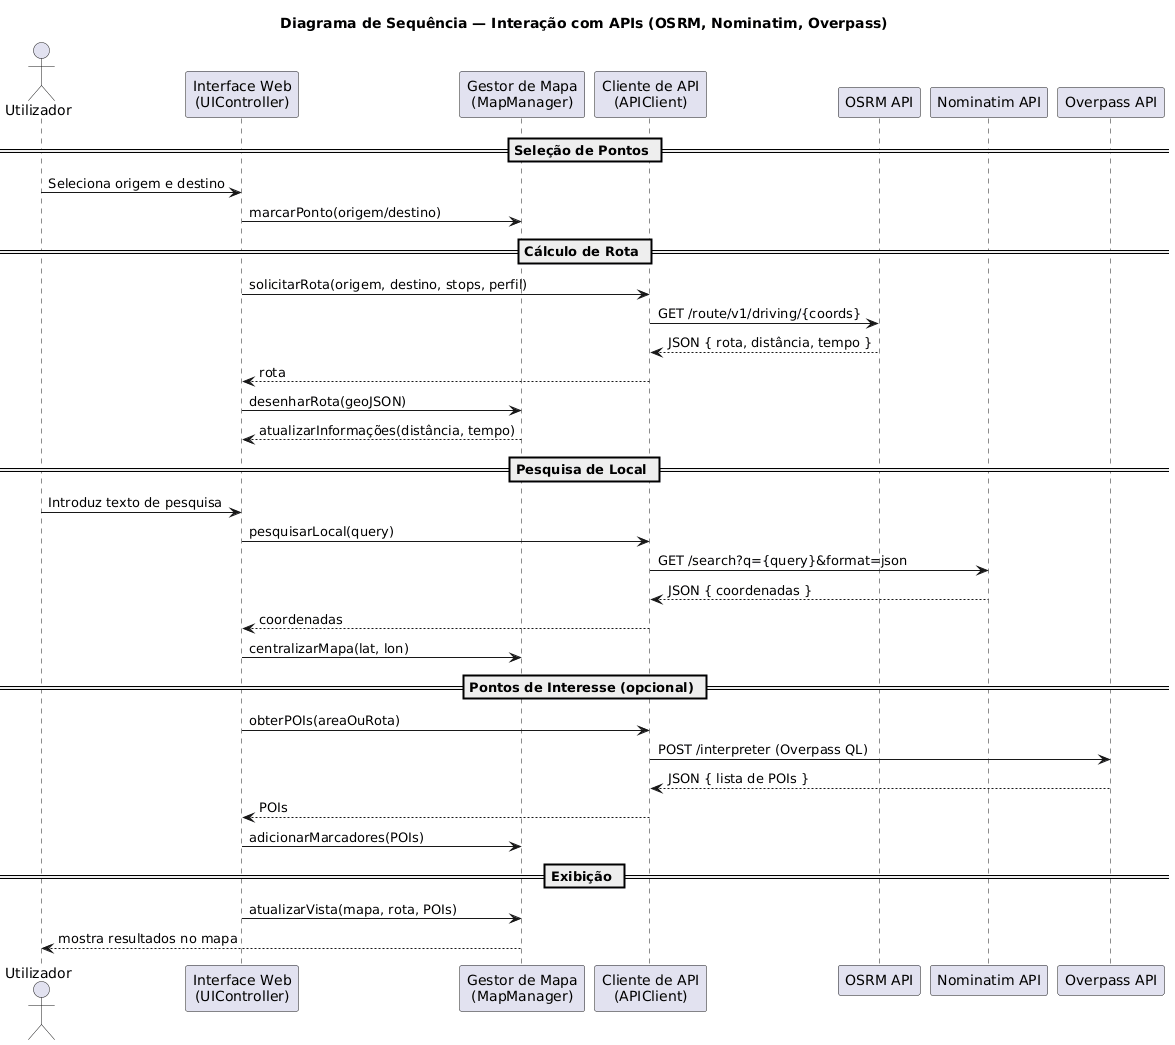 Diagrama de Sequência — Interação com APIs (OSRM, Nominatim, Overpass)
Utilizador
Interface Web
(UIController)
Gestor de Mapa
(MapManager)
Cliente de API
(APIClient)
OSRM API
Nominatim API
Overpass API
Seleção de Pontos
Seleciona origem e destino
marcarPonto(origem/destino)
Cálculo de Rota
solicitarRota(origem, destino, stops, perfil)
GET /route/v1/driving/{coords}
JSON { rota, distância, tempo }
rota
desenharRota(geoJSON)
atualizarInformações(distância, tempo)
Pesquisa de Local
Introduz texto de pesquisa
pesquisarLocal(query)
GET /search?q={query}&format=json
JSON { coordenadas }
coordenadas
centralizarMapa(lat, lon)
Pontos de Interesse (opcional)
obterPOIs(areaOuRota)
POST /interpreter (Overpass QL)
JSON { lista de POIs }
POIs
adicionarMarcadores(POIs)
Exibição
atualizarVista(mapa, rota, POIs)
mostra resultados no mapa
Utilizador
Interface Web
(UIController)
Gestor de Mapa
(MapManager)
Cliente de API
(APIClient)
OSRM API
Nominatim API
Overpass API